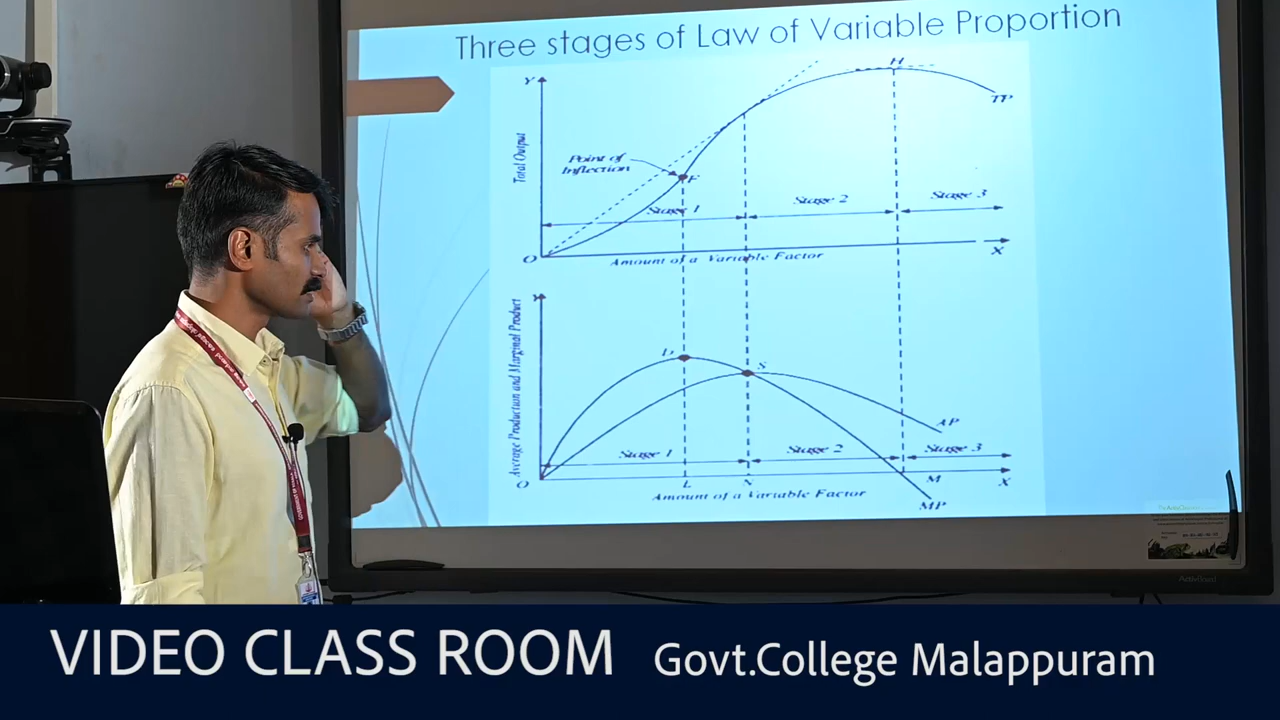 Three stages of Law of Variable Proportion
Y
H
TP
Total Output
Point of
Inflection
F
Stage 1
Stage 2
Stage 3
O
Amount of a Variable Factor
X
Y
Average Production and Marginal Product
D
S
AP
Stage 1
Stage 2
Stage 3
O
L
N
M
X
Amount of a Variable Factor
MP
ActivBoard
VIDEO CLASS ROOM Govt.College Malappuram